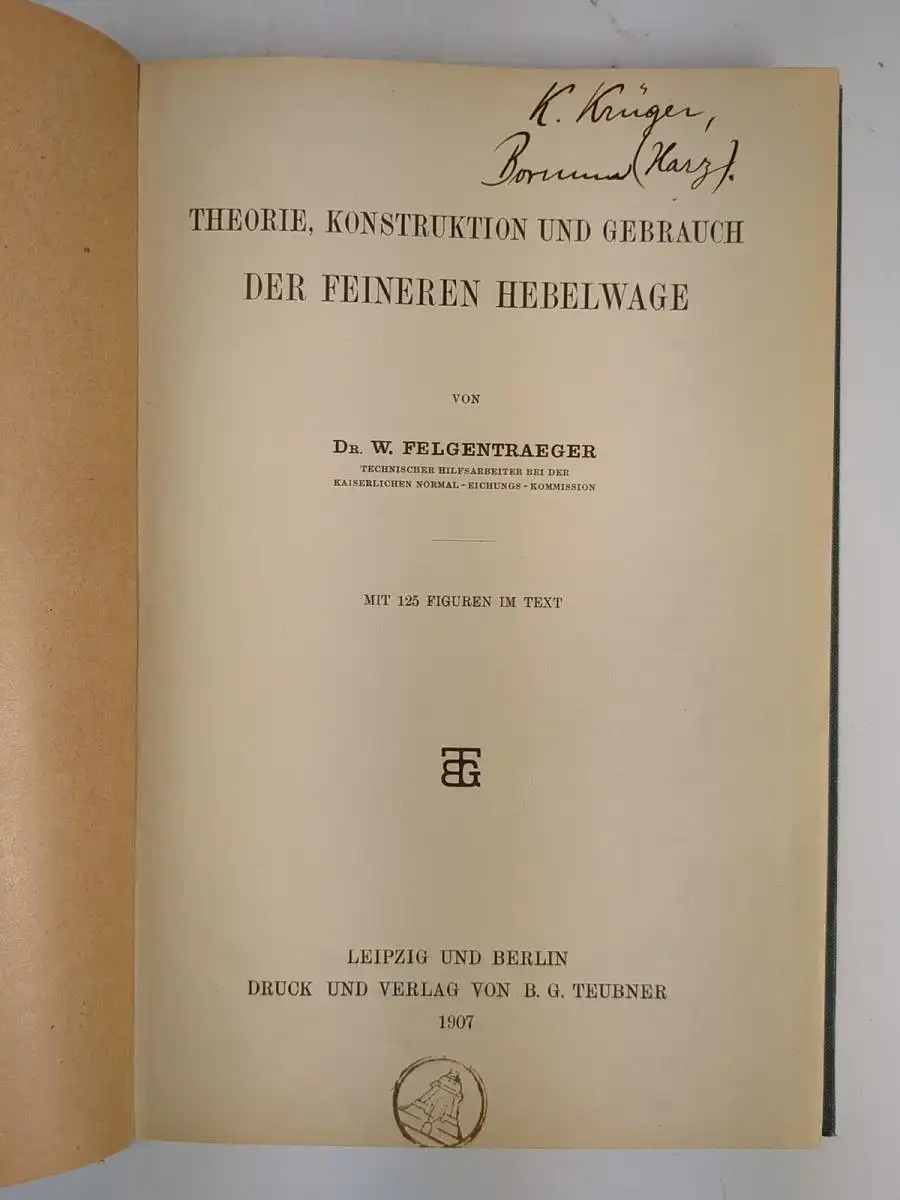 K. Krüger,
Bornum (Harz).
THEORIE, KONSTRUKTION UND GEBRAUCH
DER FEINEREN HEBELWAGE
VON
DR. W. FELGENTRAEGER
TECHNISCHER HILFSARBEITER BEI DER
KAISERLICHEN NORMAL-EICHUNGS-KOMMISSION
MIT 125 FIGUREN IM TEXT
BTG
LEIPZIG UND BERLIN
DRUCK UND VERLAG VON B. G. TEUBNER
1907